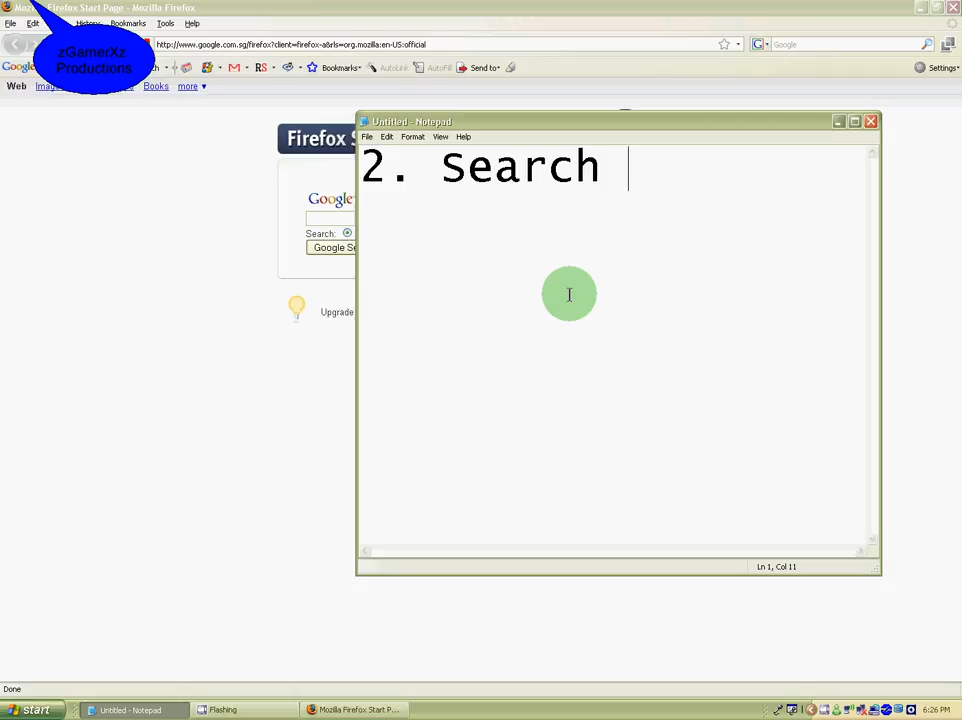 Mozilla Firefox Start Page - Mozilla Firefox
File Edit History Bookmarks Tools Help
zGamerXz
Productions
http://www.google.com.sg/firefox?client=firefox-a&rls=org.mozilla:en-US:official
Google
Google Bookmarks AutoLink AutoFill Send to Settings
Web Books more
Untitled - Notepad
File Edit Format View Help
2. Search
Firefox
Google
Search:
Upgrade
Ln 1, Col 11
Done
start Untitled - Notepad Flashing Mozilla Firefox Start P... 6:26 PM